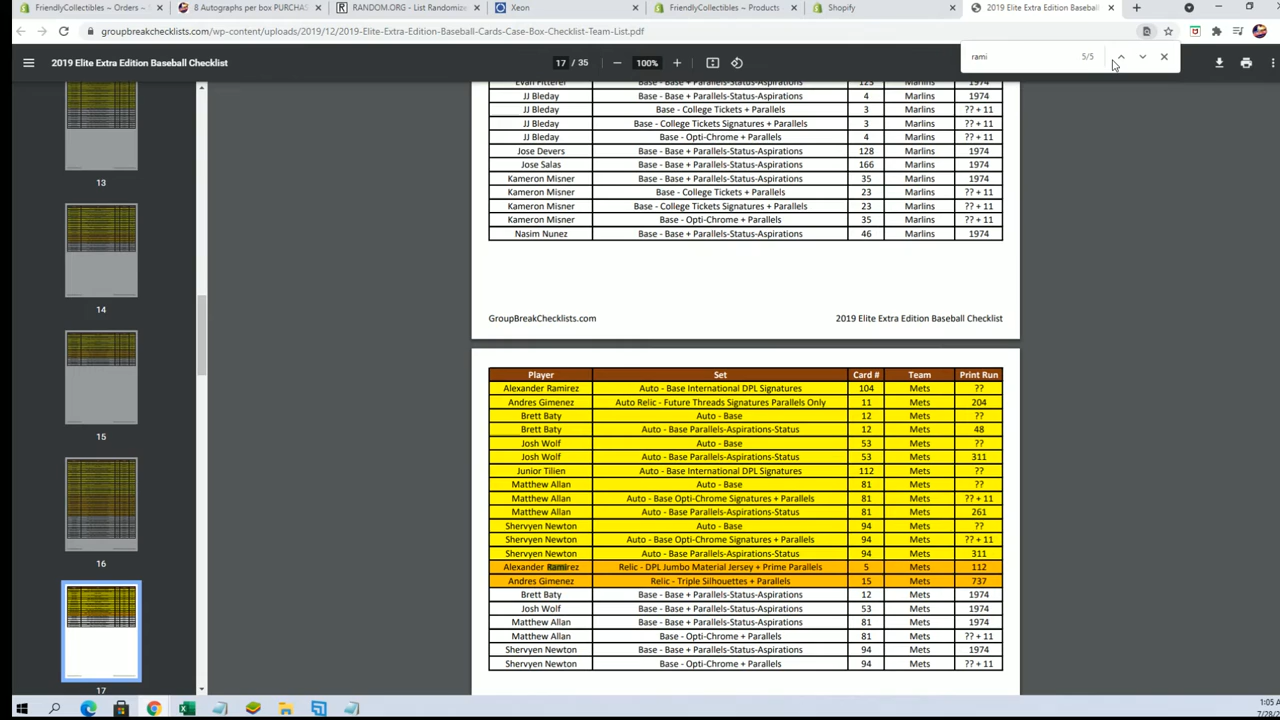 FriendlyCollectibles ~ Orders ~
8 Autographs per box PURCHAS
RANDOM.ORG - List Randomize
Xeon
FriendlyCollectibles ~ Products
Shopify
2019 Elite Extra Edition Basebal
groupbreakchecklists.com/wp-content/uploads/2019/12/2019-Elite-Extra-Edition-Baseball-Cards-Case-Box-Checklist-Team-List.pdf
rami 5/5
2019 Elite Extra Edition Baseball Checklist
17 / 35
100%
13
14
15
16
17
Evan Fitterer Base - Base + Parallels-Status-Aspirations 123 Marlins 1974
JJ Bleday Base - Base + Parallels-Status-Aspirations 4 Marlins 1974
JJ Bleday Base - College Tickets + Parallels 3 Marlins ?? + 11
JJ Bleday Base - College Tickets Signatures + Parallels 3 Marlins ?? + 11
JJ Bleday Base - Opti-Chrome + Parallels 4 Marlins ?? + 11
Jose Devers Base - Base + Parallels-Status-Aspirations 128 Marlins 1974
Jose Salas Base - Base + Parallels-Status-Aspirations 166 Marlins 1974
Kameron Misner Base - Base + Parallels-Status-Aspirations 35 Marlins 1974
Kameron Misner Base - College Tickets + Parallels 23 Marlins ?? + 11
Kameron Misner Base - College Tickets Signatures + Parallels 23 Marlins ?? + 11
Kameron Misner Base - Opti-Chrome + Parallels 35 Marlins ?? + 11
Nasim Nunez Base - Base + Parallels-Status-Aspirations 46 Marlins 1974
GroupBreakChecklists.com 2019 Elite Extra Edition Baseball Checklist
Player Set Card # Team Print Run
Alexander Ramirez Auto - Base International DPL Signatures 104 Mets ??
Andres Gimenez Auto Relic - Future Threads Signatures Parallels Only 11 Mets 204
Brett Baty Auto - Base 12 Mets ??
Brett Baty Auto - Base Parallels-Aspirations-Status 12 Mets 48
Josh Wolf Auto - Base 53 Mets ??
Josh Wolf Auto - Base Parallels-Aspirations-Status 53 Mets 311
Junior Tilien Auto - Base International DPL Signatures 112 Mets ??
Matthew Allan Auto - Base 81 Mets ??
Matthew Allan Auto - Base Opti-Chrome Signatures + Parallels 81 Mets ?? + 11
Matthew Allan Auto - Base Parallels-Aspirations-Status 81 Mets 261
Shervyen Newton Auto - Base 94 Mets ??
Shervyen Newton Auto - Base Opti-Chrome Signatures + Parallels 94 Mets ?? + 11
Shervyen Newton Auto - Base Parallels-Aspirations-Status 94 Mets 311
Alexander Ramirez Relic - DPL Jumbo Material Jersey + Prime Parallels 5 Mets 112
Andres Gimenez Relic - Triple Silhouettes + Parallels 15 Mets 737
Brett Baty Base - Base + Parallels-Status-Aspirations 12 Mets 1974
Josh Wolf Base - Base + Parallels-Status-Aspirations 53 Mets 1974
Matthew Allan Base - Base + Parallels-Status-Aspirations 81 Mets 1974
Matthew Allan Base - Opti-Chrome + Parallels 81 Mets ?? + 11
Shervyen Newton Base - Base + Parallels-Status-Aspirations 94 Mets 1974
Shervyen Newton Base - Opti-Chrome + Parallels 94 Mets ?? + 11
1:05 A
7/28/2